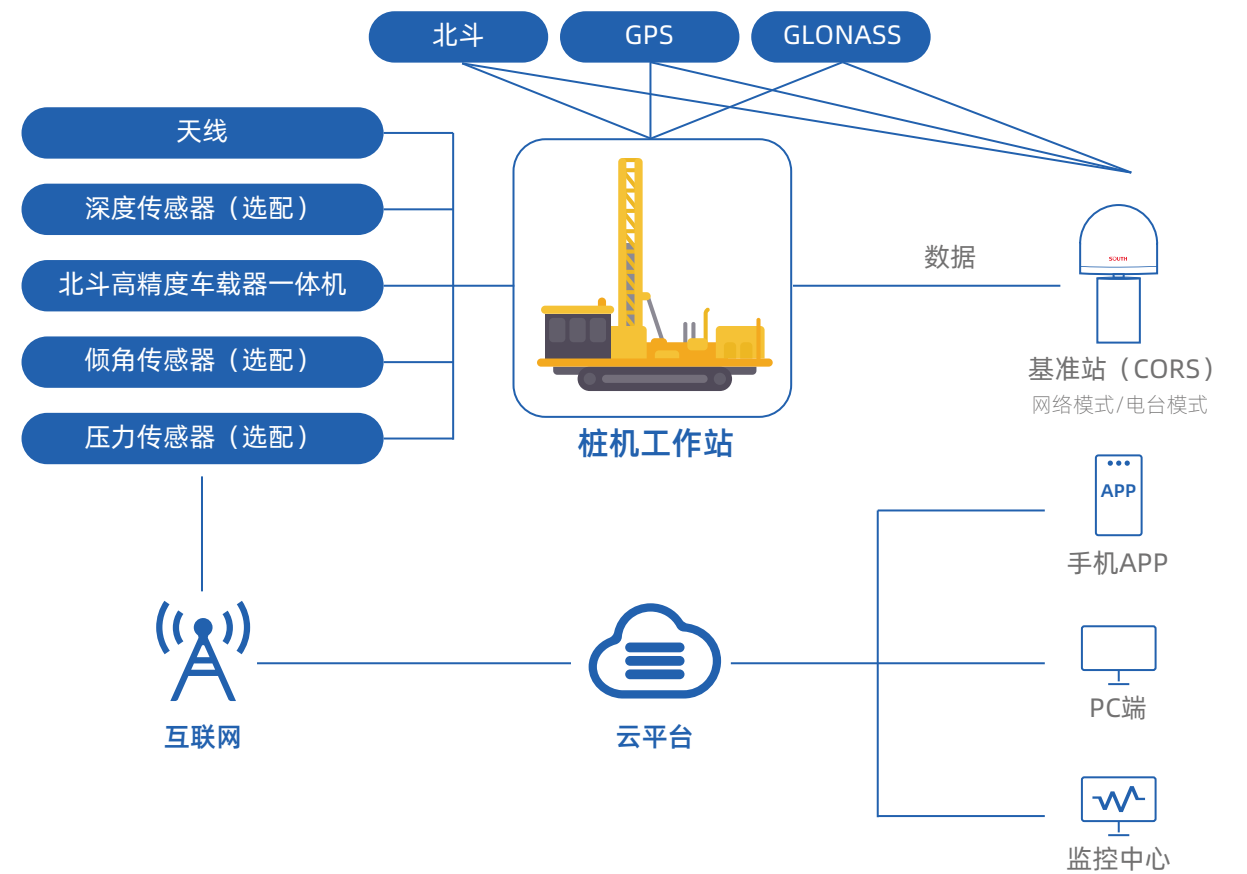 北斗
GPS
GLONASS
天线
深度传感器（选配）
北斗高精度车载器一体机
倾角传感器（选配）
压力传感器（选配）
桩机工作站
数据
SOUTH
基准站（CORS）
网络模式/电台模式
APP
手机APP
互联网
云平台
PC端
监控中心